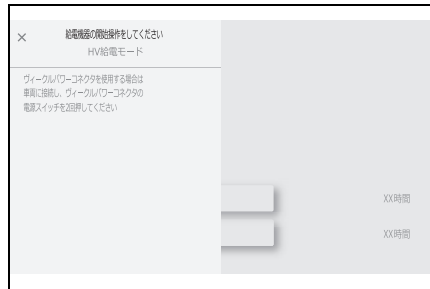 × 給電機器の開始操作をしてください
HV給電モード
ヴィークルパワーコネクタを使用する場合は
車両に接続し、ヴィークルパワーコネクタの
電源スイッチを2回押してください
XX時間
XX時間